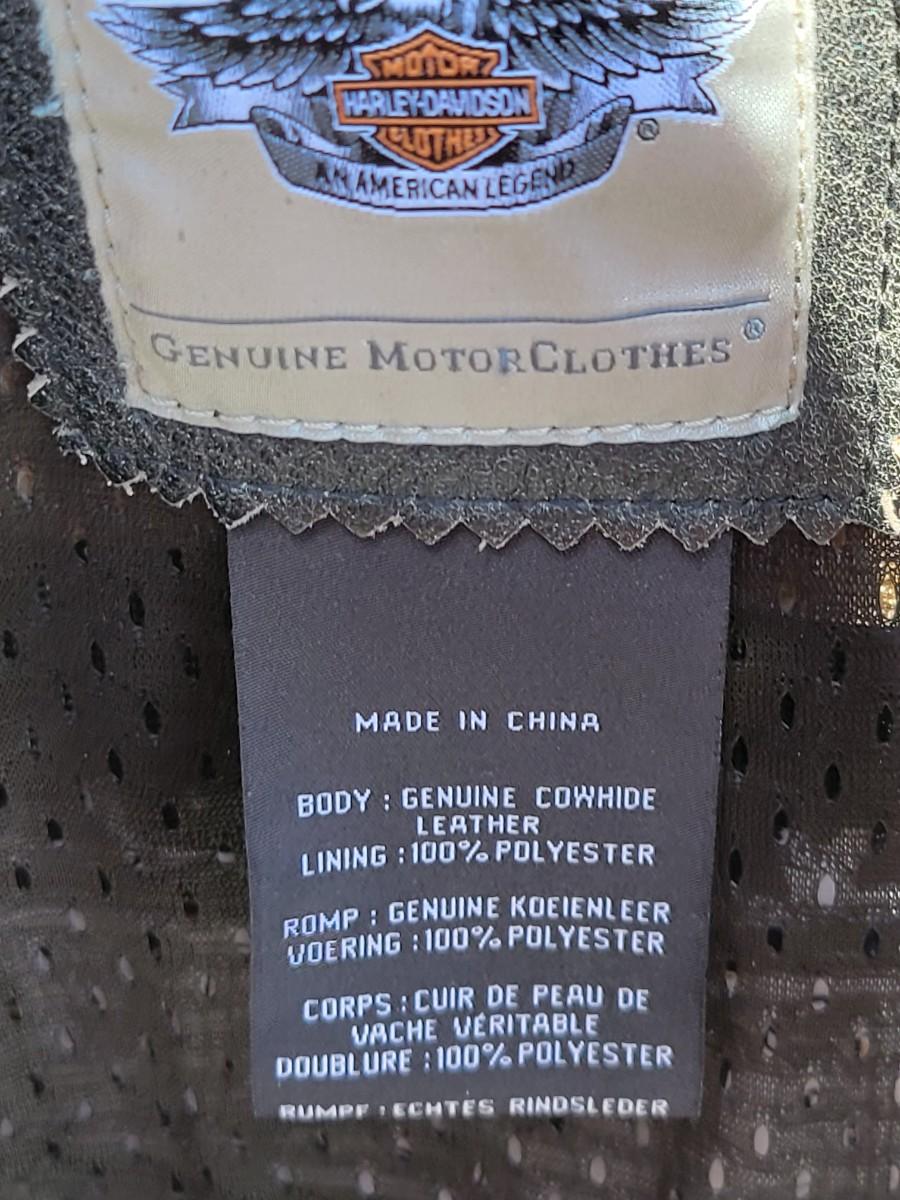 MOTOR
HARLEY-DAVIDSON
CLOTHES
®
AN AMERICAN LEGEND
GENUINE MOTORCLOTHES®
MADE IN CHINA
BODY : GENUINE COWHIDE
LEATHER
LINING : 100% POLYESTER
ROMP : GENUINE KOEIENLEER
VOERING : 100% POLYESTER
CORPS : CUIR DE PEAU DE
VACHE VÉRITABLE
DOUBLURE : 100% POLYESTER
RUMPF : ECHTES RINDSLEDER